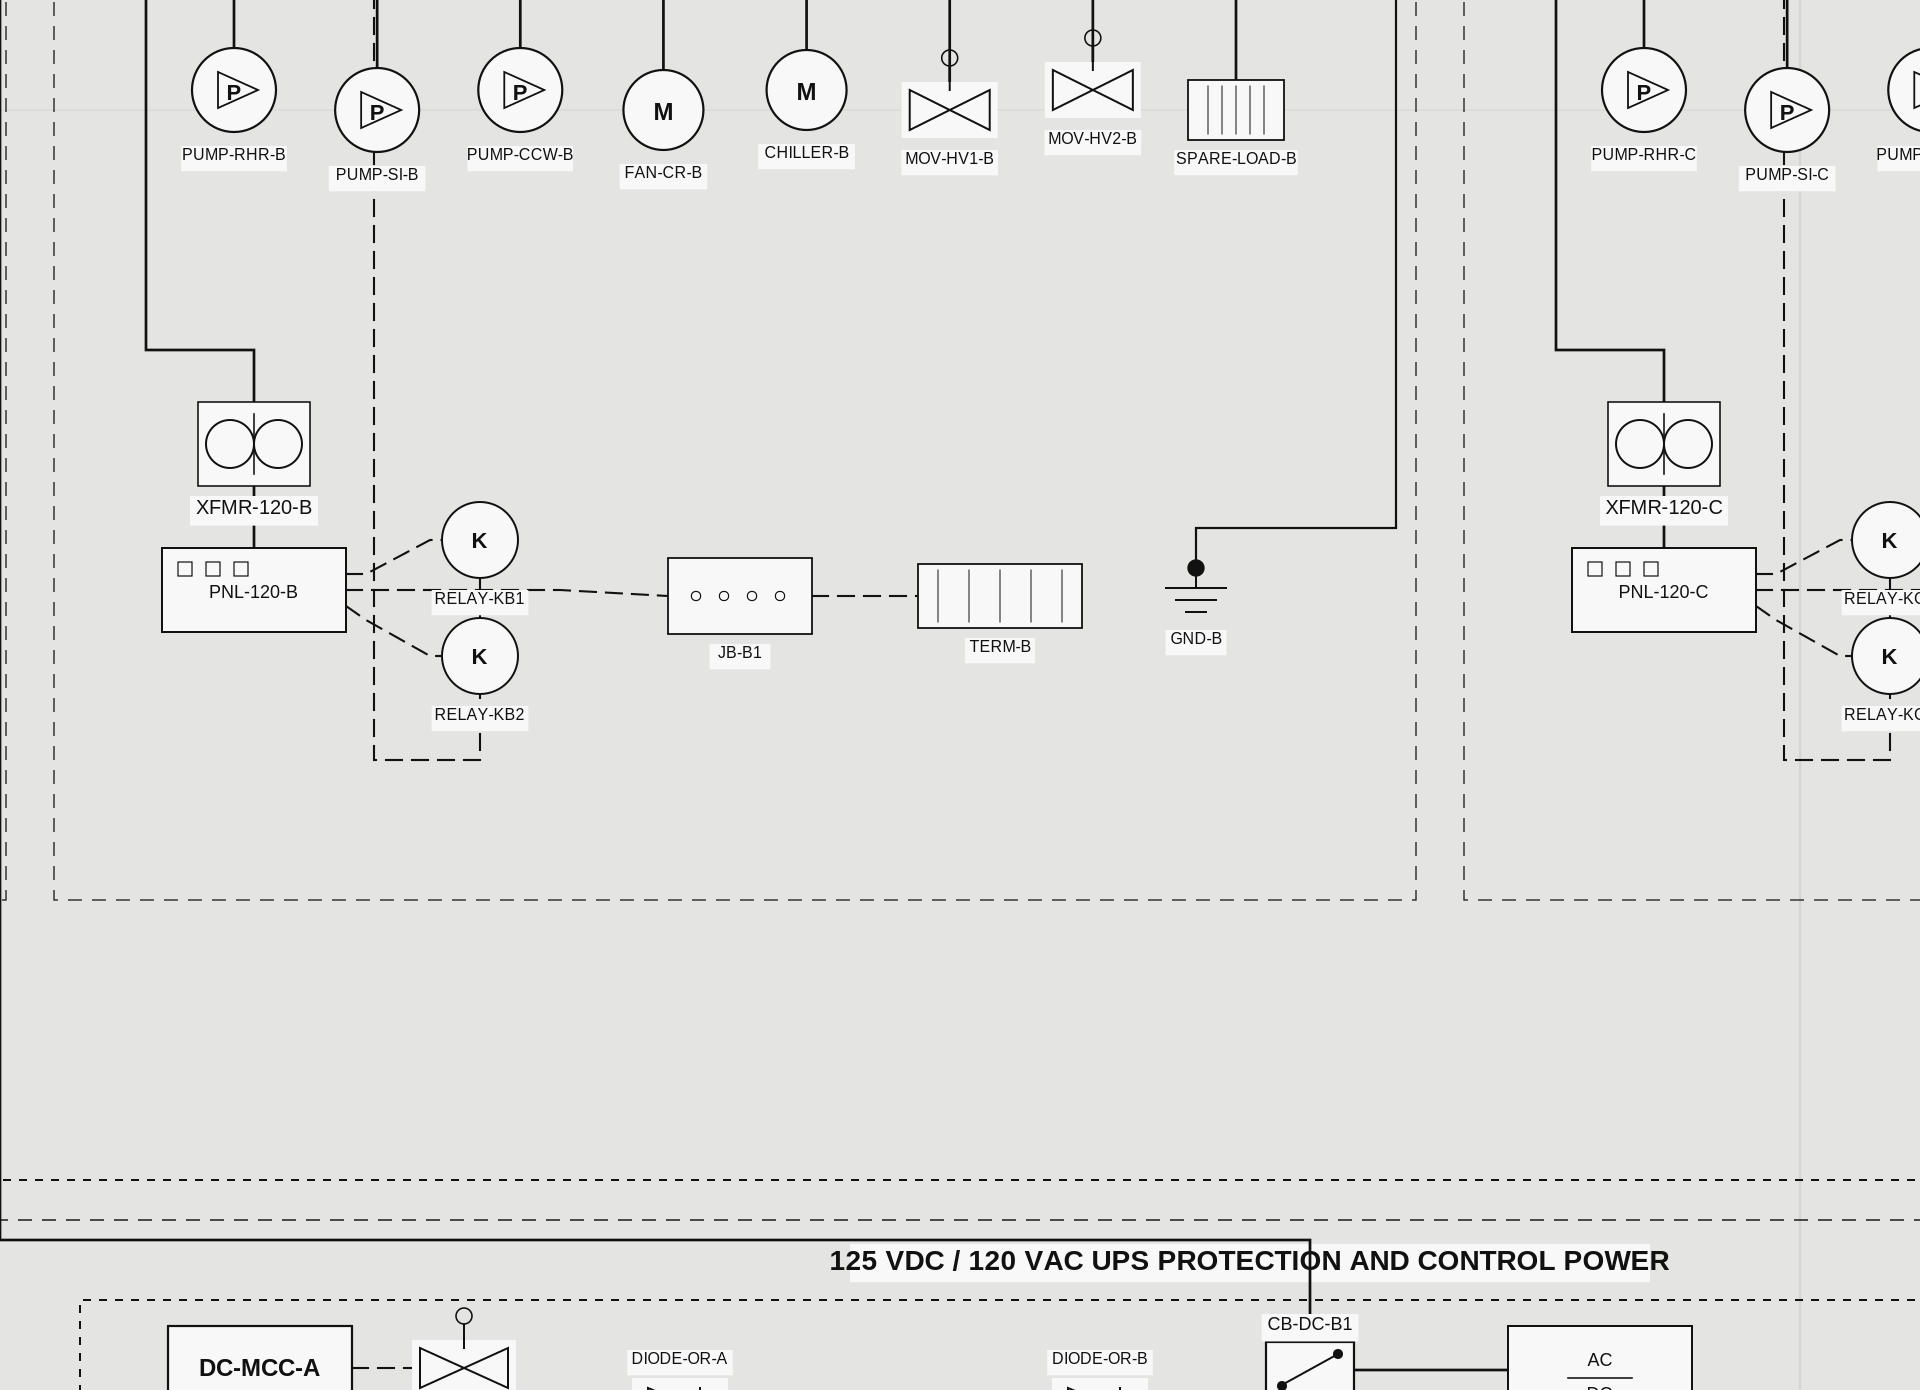 P
P
P
M
M
P
P
PUMP-RHR-B
PUMP-SI-B
PUMP-CCW-B
FAN-CR-B
CHILLER-B
MOV-HV1-B
MOV-HV2-B
SPARE-LOAD-B
PUMP-RHR-C
PUMP-SI-C
XFMR-120-B
XFMR-120-C
PNL-120-B
K
RELAY-KB1
K
RELAY-KB2
JB-B1
TERM-B
GND-B
PNL-120-C
K
K
125 VDC / 120 VAC UPS PROTECTION AND CONTROL POWER
DC-MCC-A
DIODE-OR-A
DIODE-OR-B
CB-DC-B1
AC